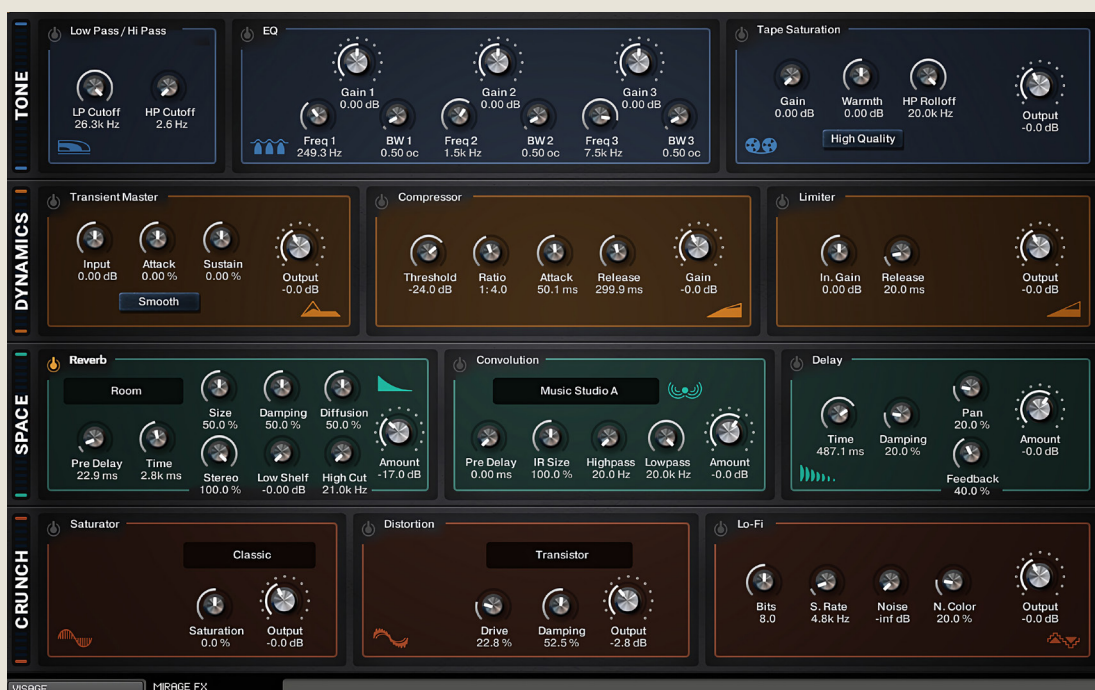 TONE
Low Pass / Hi Pass
LP Cutoff
26.3k Hz
HP Cutoff
2.6 Hz
EQ
Gain 1
0.00 dB
Gain 2
0.00 dB
Gain 3
0.00 dB
Freq 1
249.3 Hz
BW 1
0.50 oc
Freq 2
1.5k Hz
BW 2
0.50 oc
Freq 3
7.5k Hz
BW 3
0.50 oc
Tape Saturation
Gain
0.00 dB
Warmth
0.00 dB
HP Rolloff
20.0k Hz
Output
-0.0 dB
High Quality
DYNAMICS
Transient Master
Input
0.00 dB
Attack
0.00 %
Sustain
0.00 %
Output
-0.0 dB
Smooth
Compressor
Threshold
-24.0 dB
Ratio
1: 4.0
Attack
50.1 ms
Release
299.9 ms
Gain
-0.0 dB
Limiter
In. Gain
0.00 dB
Release
20.0 ms
Output
-0.0 dB
SPACE
Reverb
Room
Size
50.0 %
Damping
50.0 %
Diffusion
50.0 %
Pre Delay
22.9 ms
Time
2.8k ms
Stereo
100.0 %
Low Shelf
-0.00 dB
High Cut
21.0k Hz
Amount
-17.0 dB
Convolution
Music Studio A
Pre Delay
0.00 ms
IR Size
100.0 %
Highpass
20.0 Hz
Lowpass
20.0k Hz
Amount
-0.0 dB
Delay
Time
487.1 ms
Damping
20.0 %
Pan
20.0 %
Feedback
40.0 %
Amount
-0.0 dB
CRUNCH
Saturator
Classic
Saturation
0.0 %
Output
-0.0 dB
Distortion
Transistor
Drive
22.8 %
Damping
52.5 %
Output
-2.8 dB
Lo-Fi
Bits
8.0
S. Rate
4.8k Hz
Noise
-inf dB
N. Color
20.0 %
Output
-0.0 dB
VISAGE
MIRAGE FX